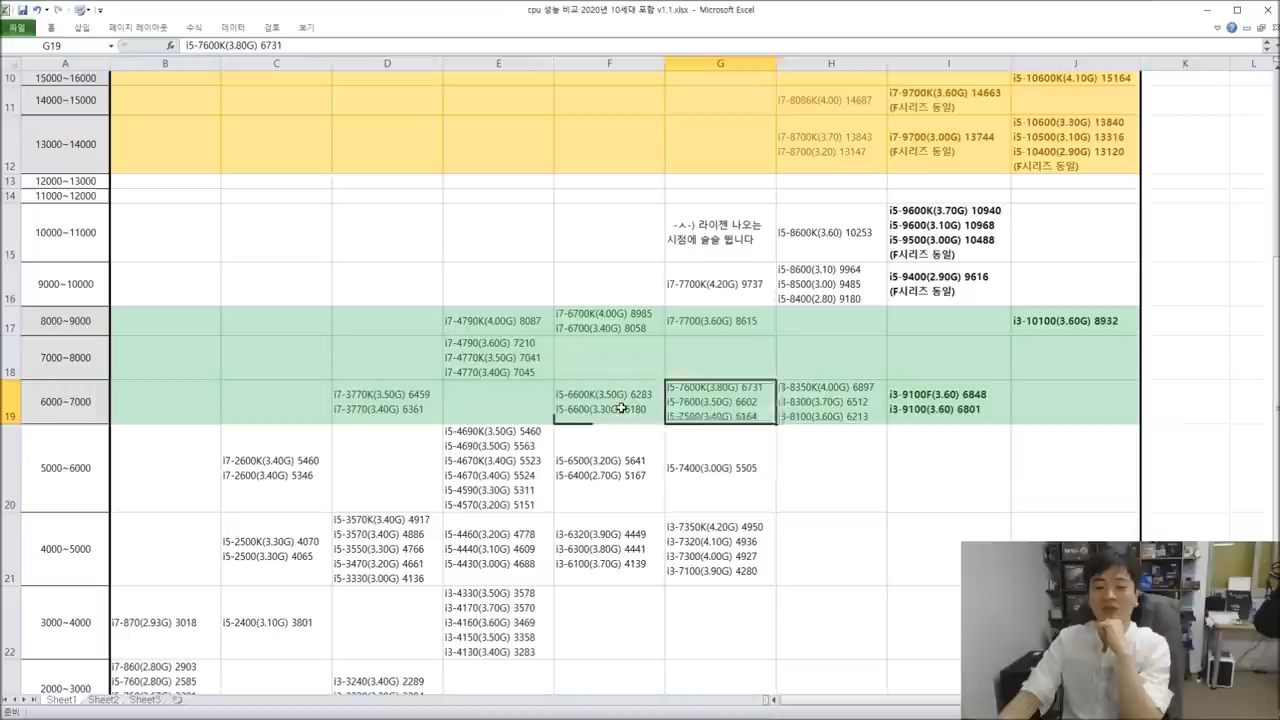 cpu 성능 비교 2020년 10세대 포함 v1.1.xlsx - Microsoft Excel
파일 홈 삽입 페이지 레이아웃 수식 데이터 검토 보기
G19 fx i5-7600K(3.80G) 6731
A B C D E F G H I J K L
10 15000~16000 i5-10600K(4.10G) 15164
11 14000~15000 i7-8086K(4.00) 14687 i7-9700K(3.60G) 14663
(F시리즈 동일)
12 13000~14000 i7-8700K(3.70) 13843
i7-8700(3.20) 13147
i7-9700(3.00G) 13744
(F시리즈 동일)
i5-10600(3.30G) 13840
i5-10500(3.10G) 13316
i5-10400(2.90G) 13120
(F시리즈 동일)
13 12000~13000
14 11000~12000
15 10000~11000
-ㅅ-) 라이젠 나오는
시점에 슬슬 뜁니다
i5-8600K(3.60) 10253
i5-9600K(3.70G) 10940
i5-9600(3.10G) 10968
i5-9500(3.00G) 10488
(F시리즈 동일)
16 9000~10000
i7-7700K(4.20G) 9737
i5-8600(3.10) 9964
i5-8500(3.00) 9485
i5-8400(2.80) 9180
i5-9400(2.90G) 9616
(F시리즈 동일)
17 8000~9000
i7-4790K(4.00G) 8087
i7-6700K(4.00G) 8985
i7-6700(3.40G) 8058
i7-7700(3.60G) 8615
i3-10100(3.60G) 8932
18 7000~8000
i7-4790(3.60G) 7210
i7-4770K(3.50G) 7041
i7-4770(3.40G) 7045
19 6000~7000
i7-3770K(3.50G) 6459
i7-3770(3.40G) 6361
i5-6600K(3.50G) 6283
i5-6600(3.30G) 6180
i5-7600K(3.80G) 6731
i5-7600(3.50G) 6602
i5-7500(3.40G) 6164
i3-8350K(4.00G) 6897
i3-8300(3.70G) 6512
i3-8100(3.60G) 6213
i3-9100F(3.60) 6848
i3-9100(3.60) 6801
20 5000~6000
i7-2600K(3.40G) 5460
i7-2600(3.40G) 5346
i5-4690K(3.50G) 5460
i5-4690(3.50G) 5563
i5-4670K(3.40G) 5523
i5-4670(3.40G) 5524
i5-4590(3.30G) 5311
i5-4570(3.20G) 5151
i5-6500(3.20G) 5641
i5-6400(2.70G) 5167
i5-7400(3.00G) 5505
21 4000~5000
i5-2500K(3.30G) 4070
i5-2500(3.30G) 4065
i5-3570K(3.40G) 4917
i5-3570(3.40G) 4886
i5-3550(3.30G) 4766
i5-3470(3.20G) 4661
i5-3330(3.00G) 4136
i5-4460(3.20G) 4778
i5-4440(3.10G) 4609
i5-4430(3.00G) 4688
i3-6320(3.90G) 4449
i3-6300(3.80G) 4441
i3-6100(3.70G) 4139
i3-7350K(4.20G) 4950
i3-7320(4.10G) 4936
i3-7300(4.00G) 4927
i3-7100(3.90G) 4280
22 3000~4000
i7-870(2.93G) 3018
i5-2400(3.10G) 3801
i3-4330(3.50G) 3578
i3-4170(3.70G) 3570
i3-4160(3.60G) 3469
i3-4150(3.50G) 3358
i3-4130(3.40G) 3283
2000~3000
i7-860(2.80G) 2903
i5-760(2.80G) 2585
i3-3240(3.40G) 2289
Sheet1 Sheet2 Sheet3
준비